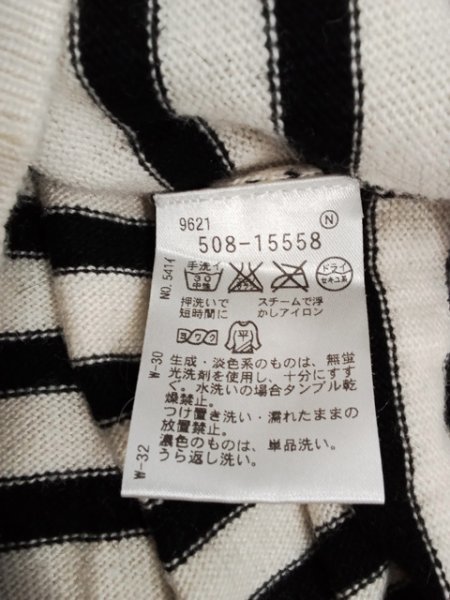 9621
N
508-15558
手洗イ
30
中性
ドライ
セキユ系
押洗いで
短時間に
スチームで浮
かしアイロン
ヨワク
平
生成・淡色系のものは、無蛍
光洗剤を使用し、十分にすす
ぐ。水洗いの場合タンブル乾
燥禁止。
つけ置き洗い・濡れたままの
放置禁止。
濃色のものは、単品洗い。
うら返し洗い。
NO.5414
W-30
W-32